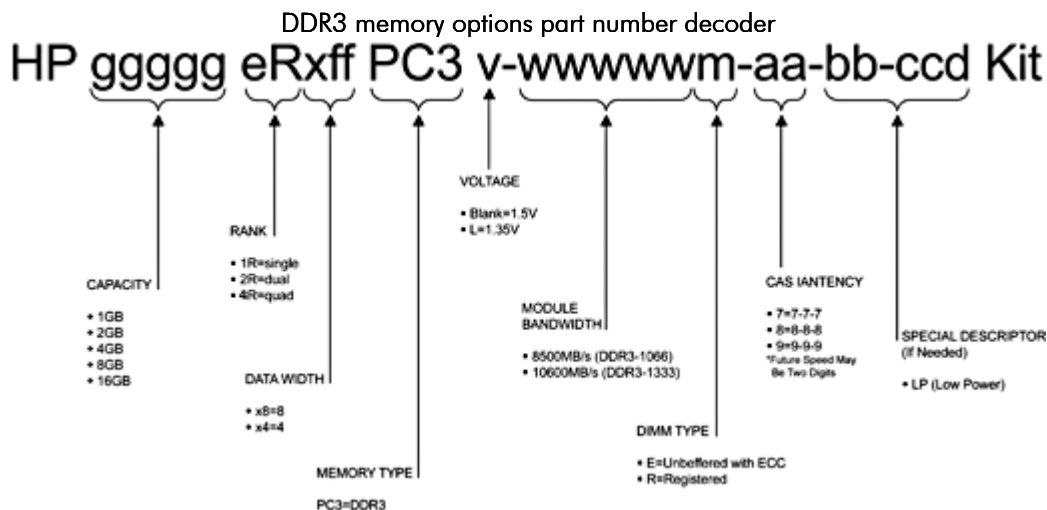 DDR3 memory options part number decoder
HP ggggg eRxff PC3 v-wwwwwm-aa-bb-ccd Kit
VOLTAGE
▪ Blank=1.5V
▪ L=1.35V
RANK
▪ 1R=single
▪ 2R=dual
▪ 4R=quad
CAPACITY
+ 1GB
+ 2GB
+ 4GB
+ 8GB
+ 16GB
CAS IANTENCY
▪ 7=7-7-7
▪ 8=8-8-8
▪ 9=9-9-9
*Future Speed May
Be Two Digits
MODULE
BANDWIDTH
▪ 8500MB/s (DDR3-1066)
▪ 10600MB/s (DDR3-1333)
SPECIAL DESCRIPTOR
(If Needed)
▪ LP (Low Power)
DATA WIDTH
+ x8=8
+ x4=4
DIMM TYPE
▪ E=Unbeffered with ECC
▪ R=Registered
MEMORY TYPE
PC3=DDR3